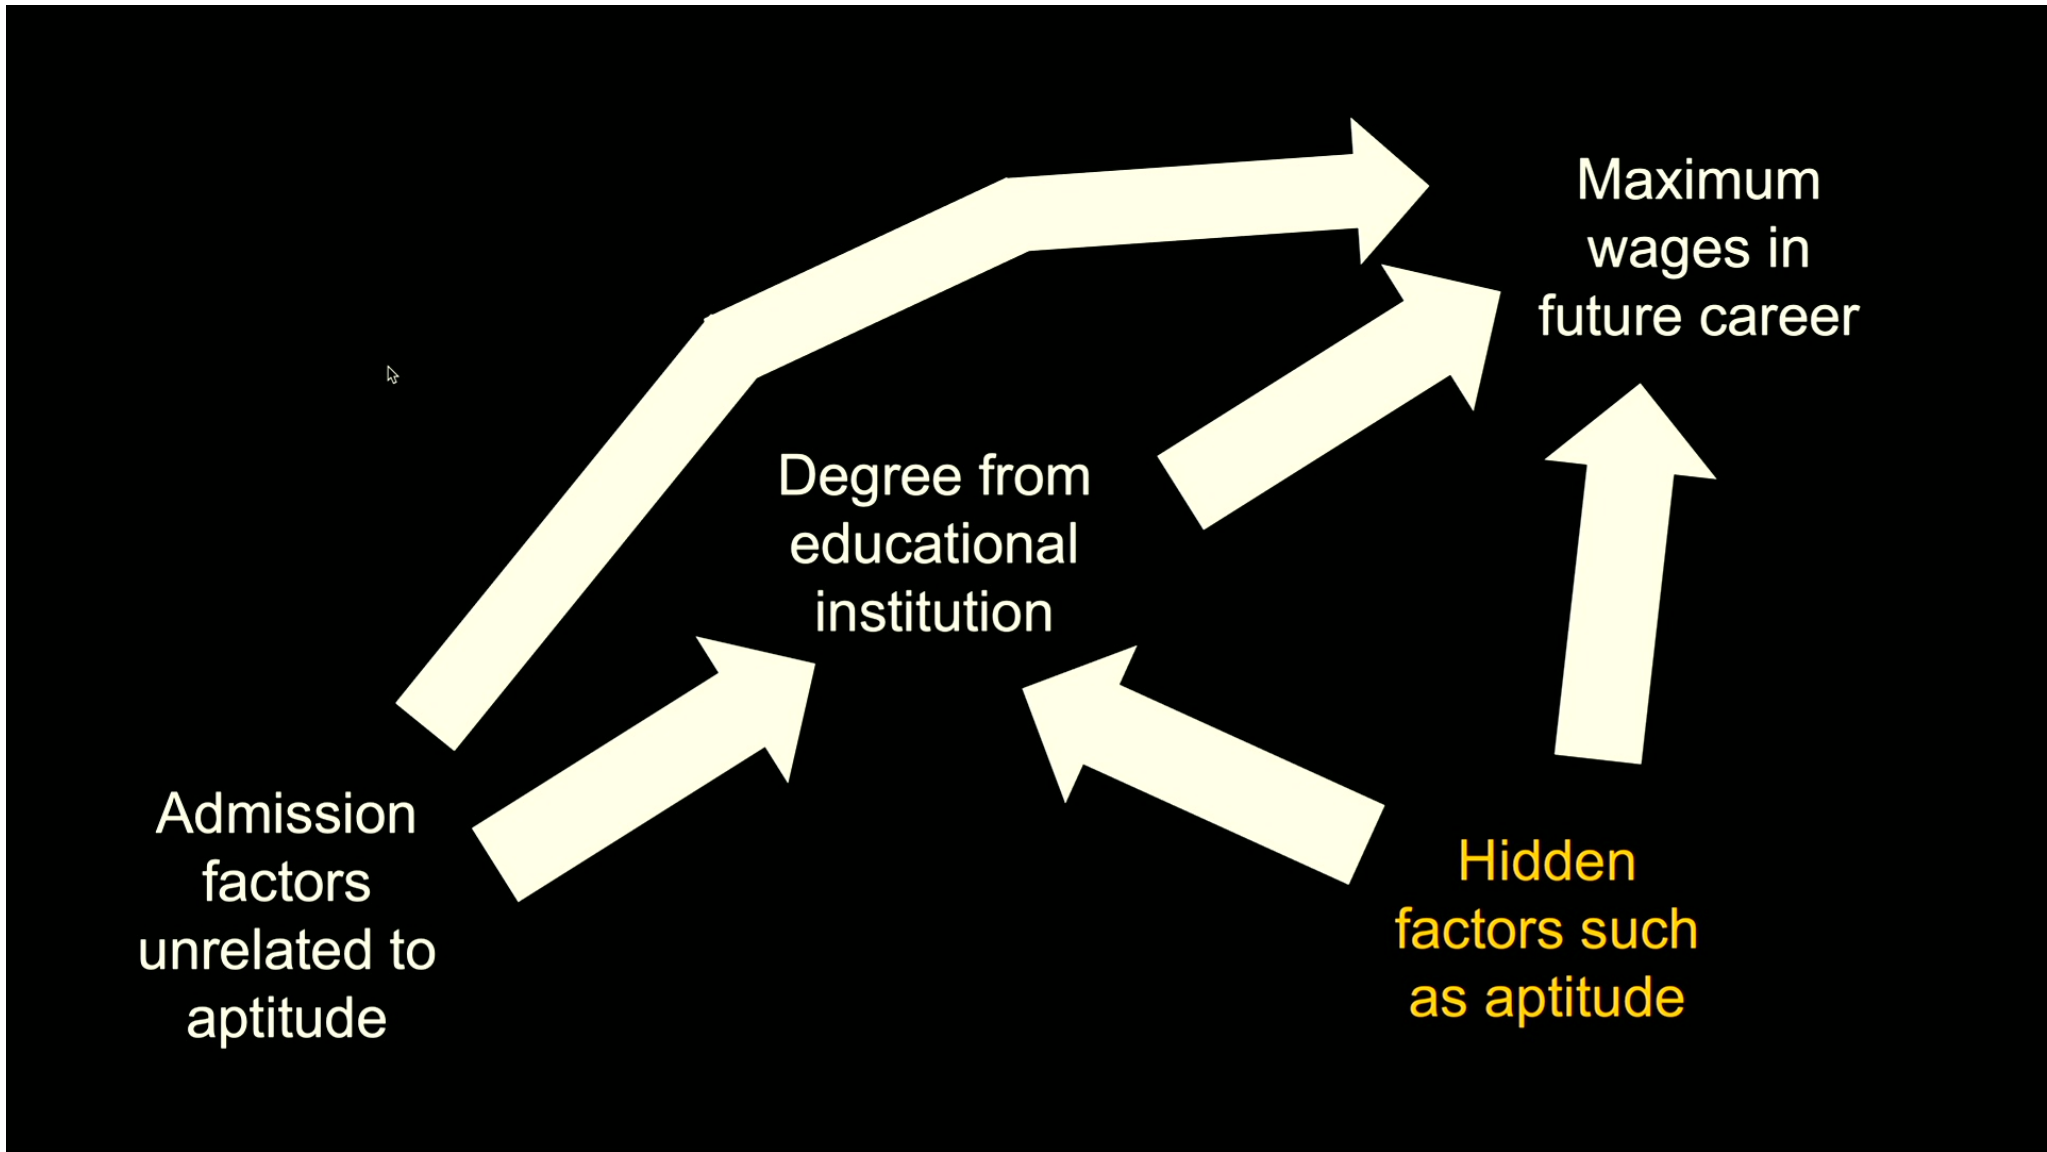 Maximum
wages in
future career
Degree from
educational
institution
Admission
factors
unrelated to
aptitude
Hidden
factors such
as aptitude